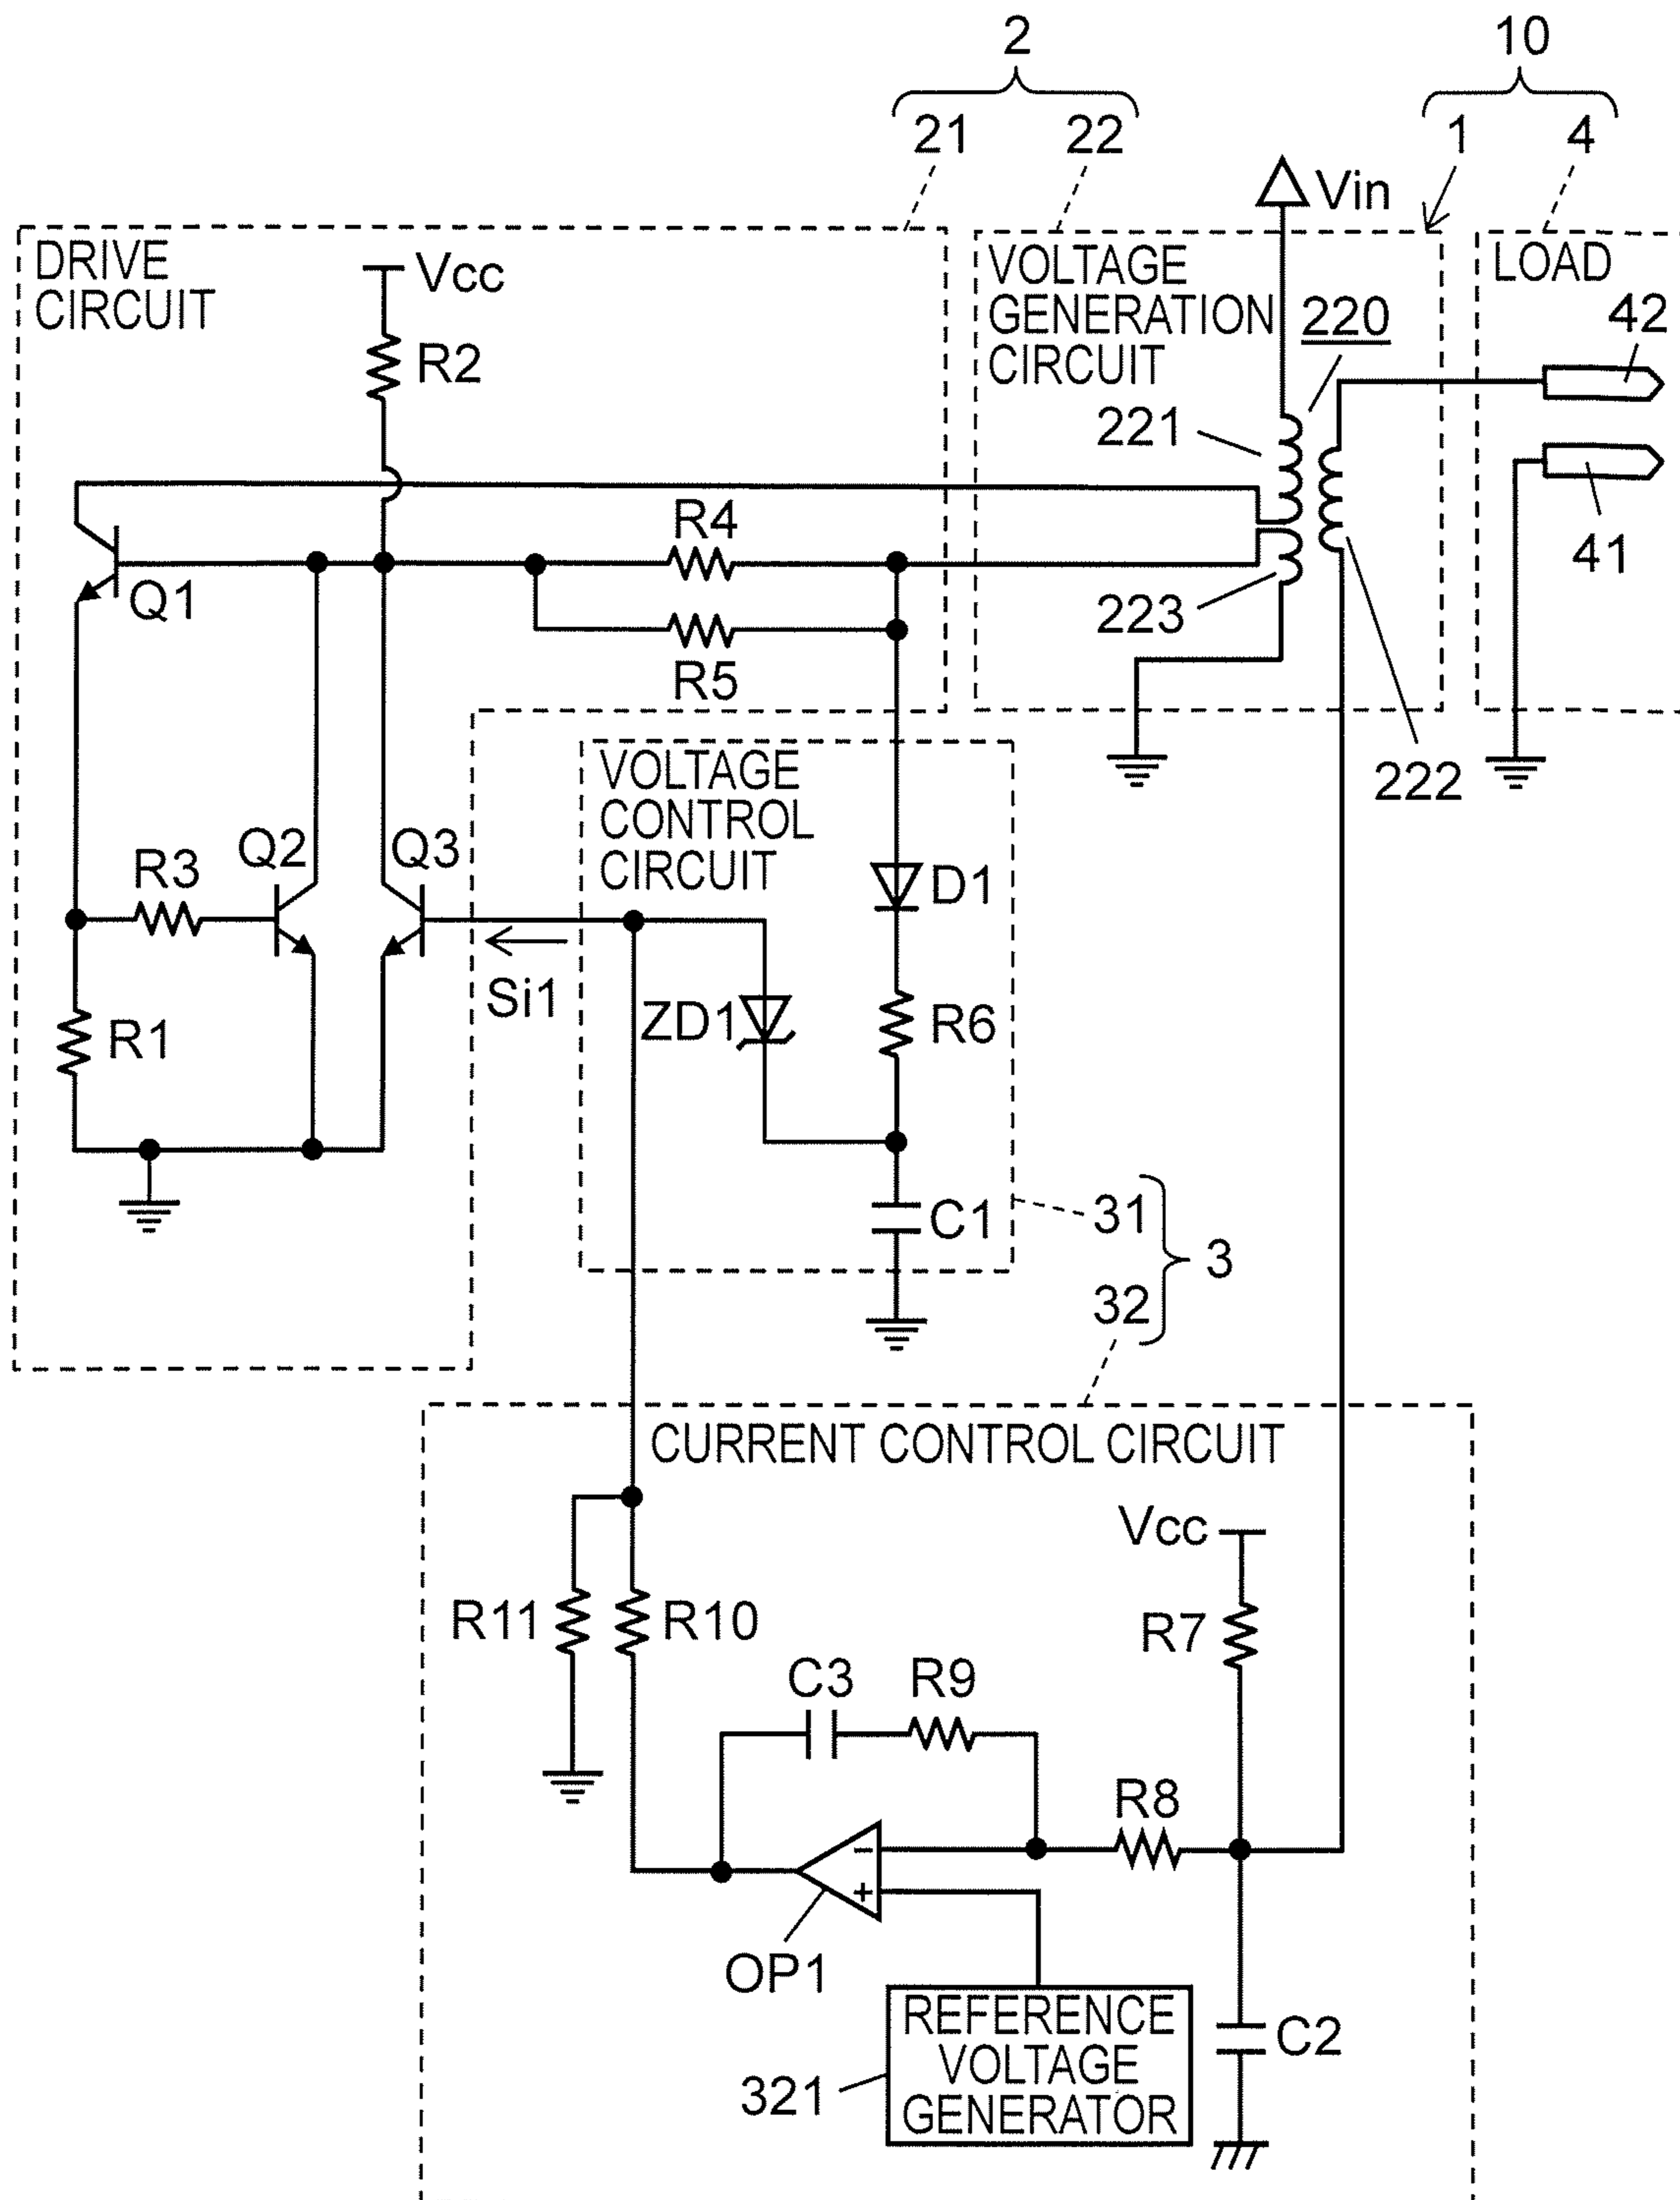 2
10
21
22
1
4
Vin
DRIVE
CIRCUIT
Vcc
R2
VOLTAGE
GENERATION
CIRCUIT
220
LOAD
42
221
R4
41
Q1
223
R5
222
VOLTAGE
CONTROL
CIRCUIT
Q2
Q3
R3
D1
Si1
ZD1
R6
R1
C1
31
3
32
CURRENT CONTROL CIRCUIT
Vcc
R11
R10
R7
C3
R9
R8
−
+
OP1
REFERENCE
VOLTAGE
GENERATOR
C2
321